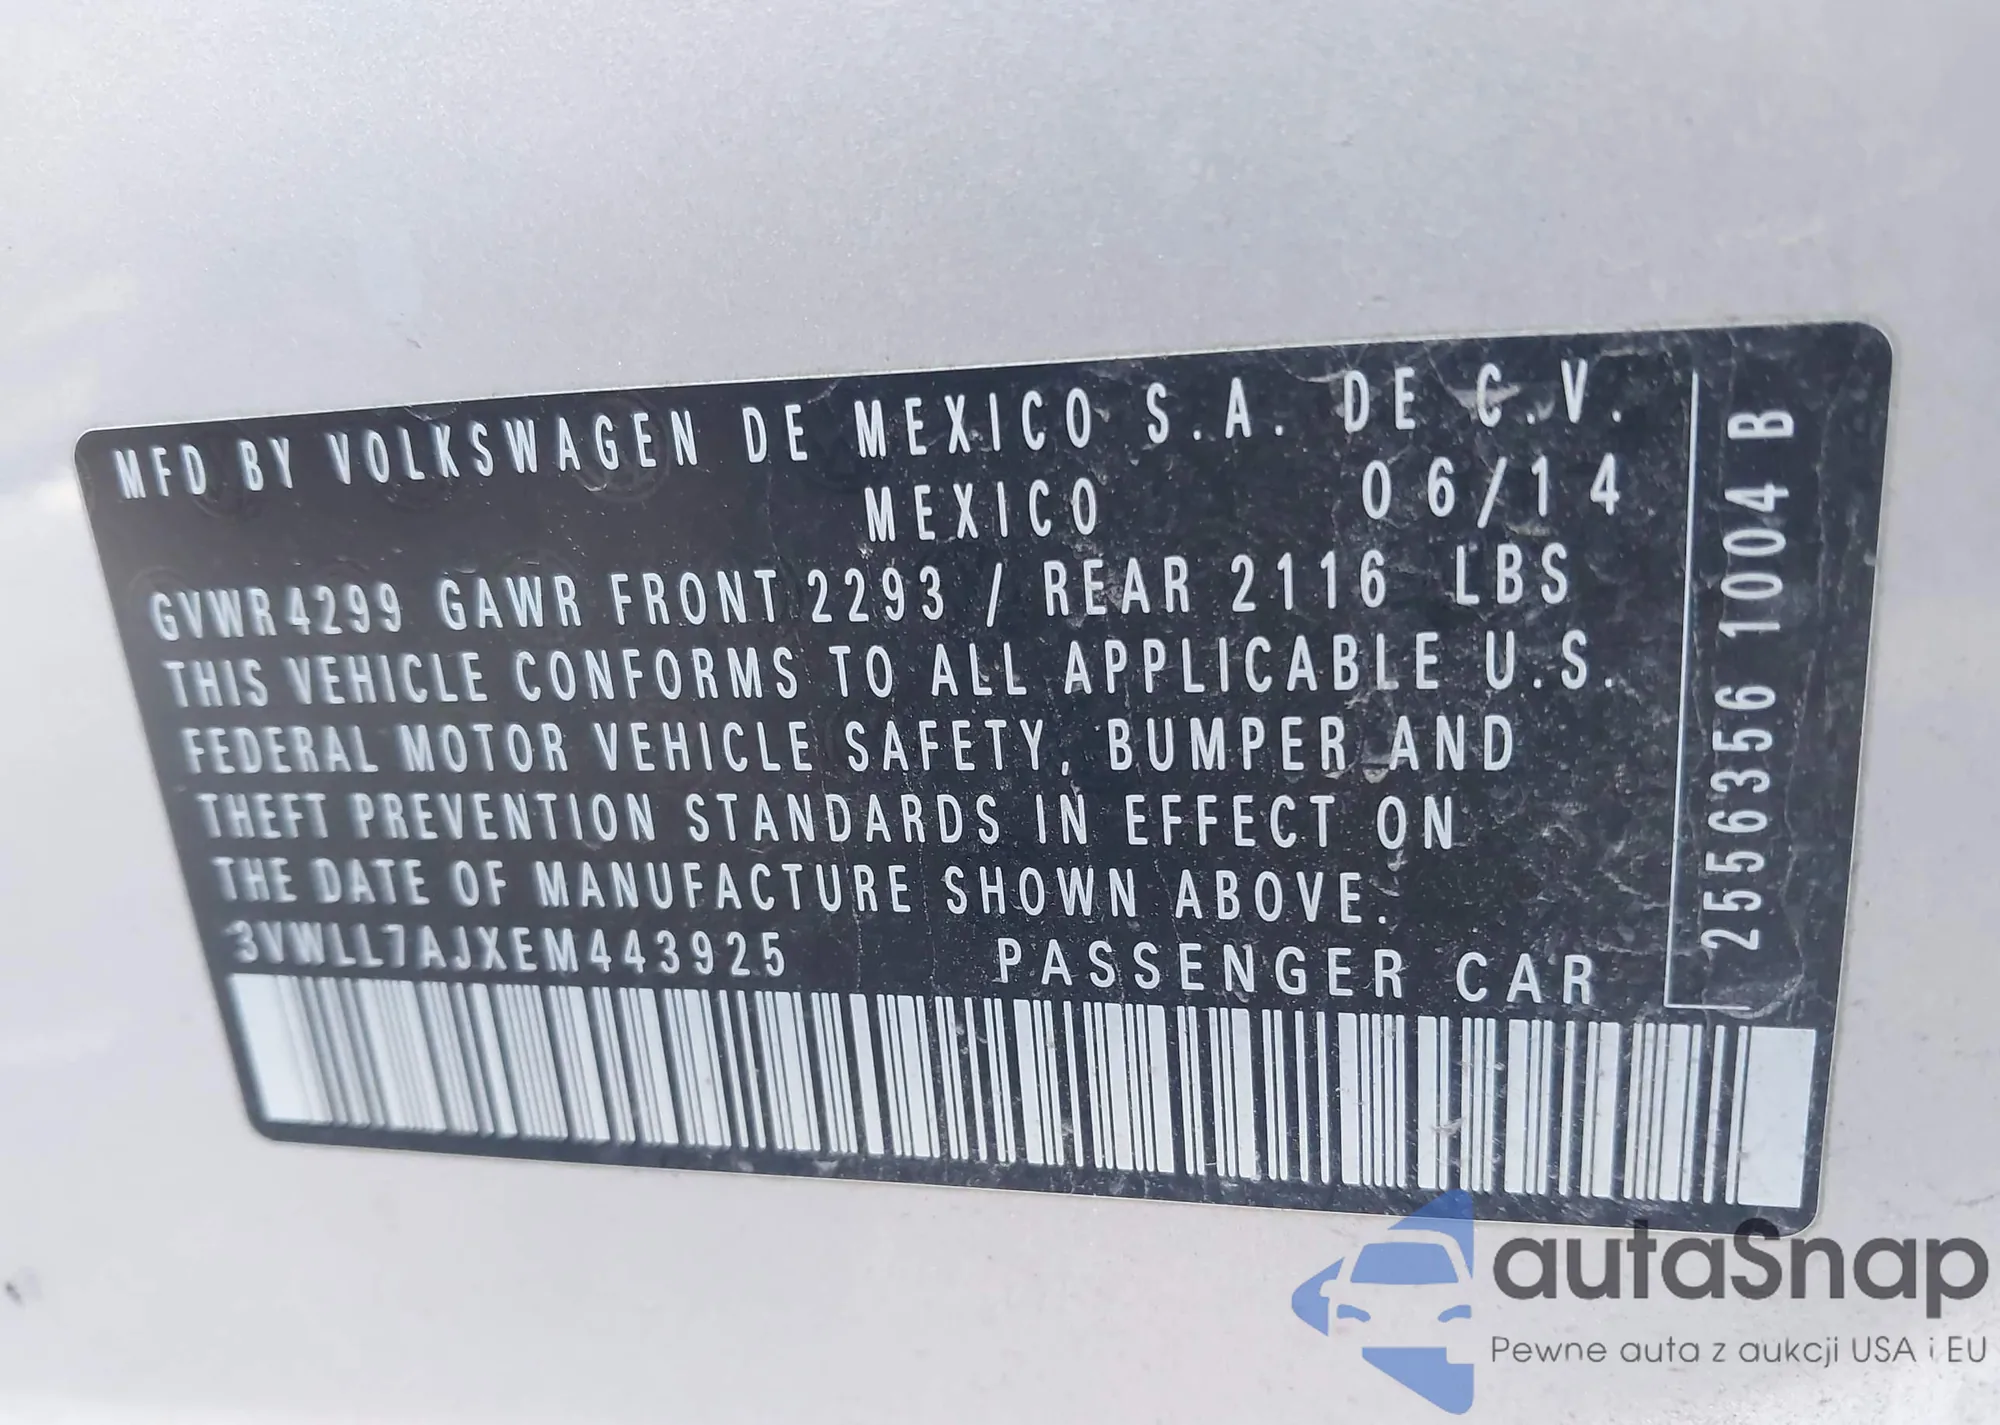 MFD BY VOLKSWAGEN DE MEXICO S.A. DE C.V.
MEXICO 06/14
GVWR 4299 GAWR FRONT 2293 / REAR 2116 LBS
THIS VEHICLE CONFORMS TO ALL APPLICABLE U.S.
FEDERAL MOTOR VEHICLE SAFETY, BUMPER AND
THEFT PREVENTION STANDARDS IN EFFECT ON
THE DATE OF MANUFACTURE SHOWN ABOVE.
3VWLL7AJXEM443925 PASSENGER CAR
2556356 1004 B
autaSnap
Pewne auta z aukcji USA i EU